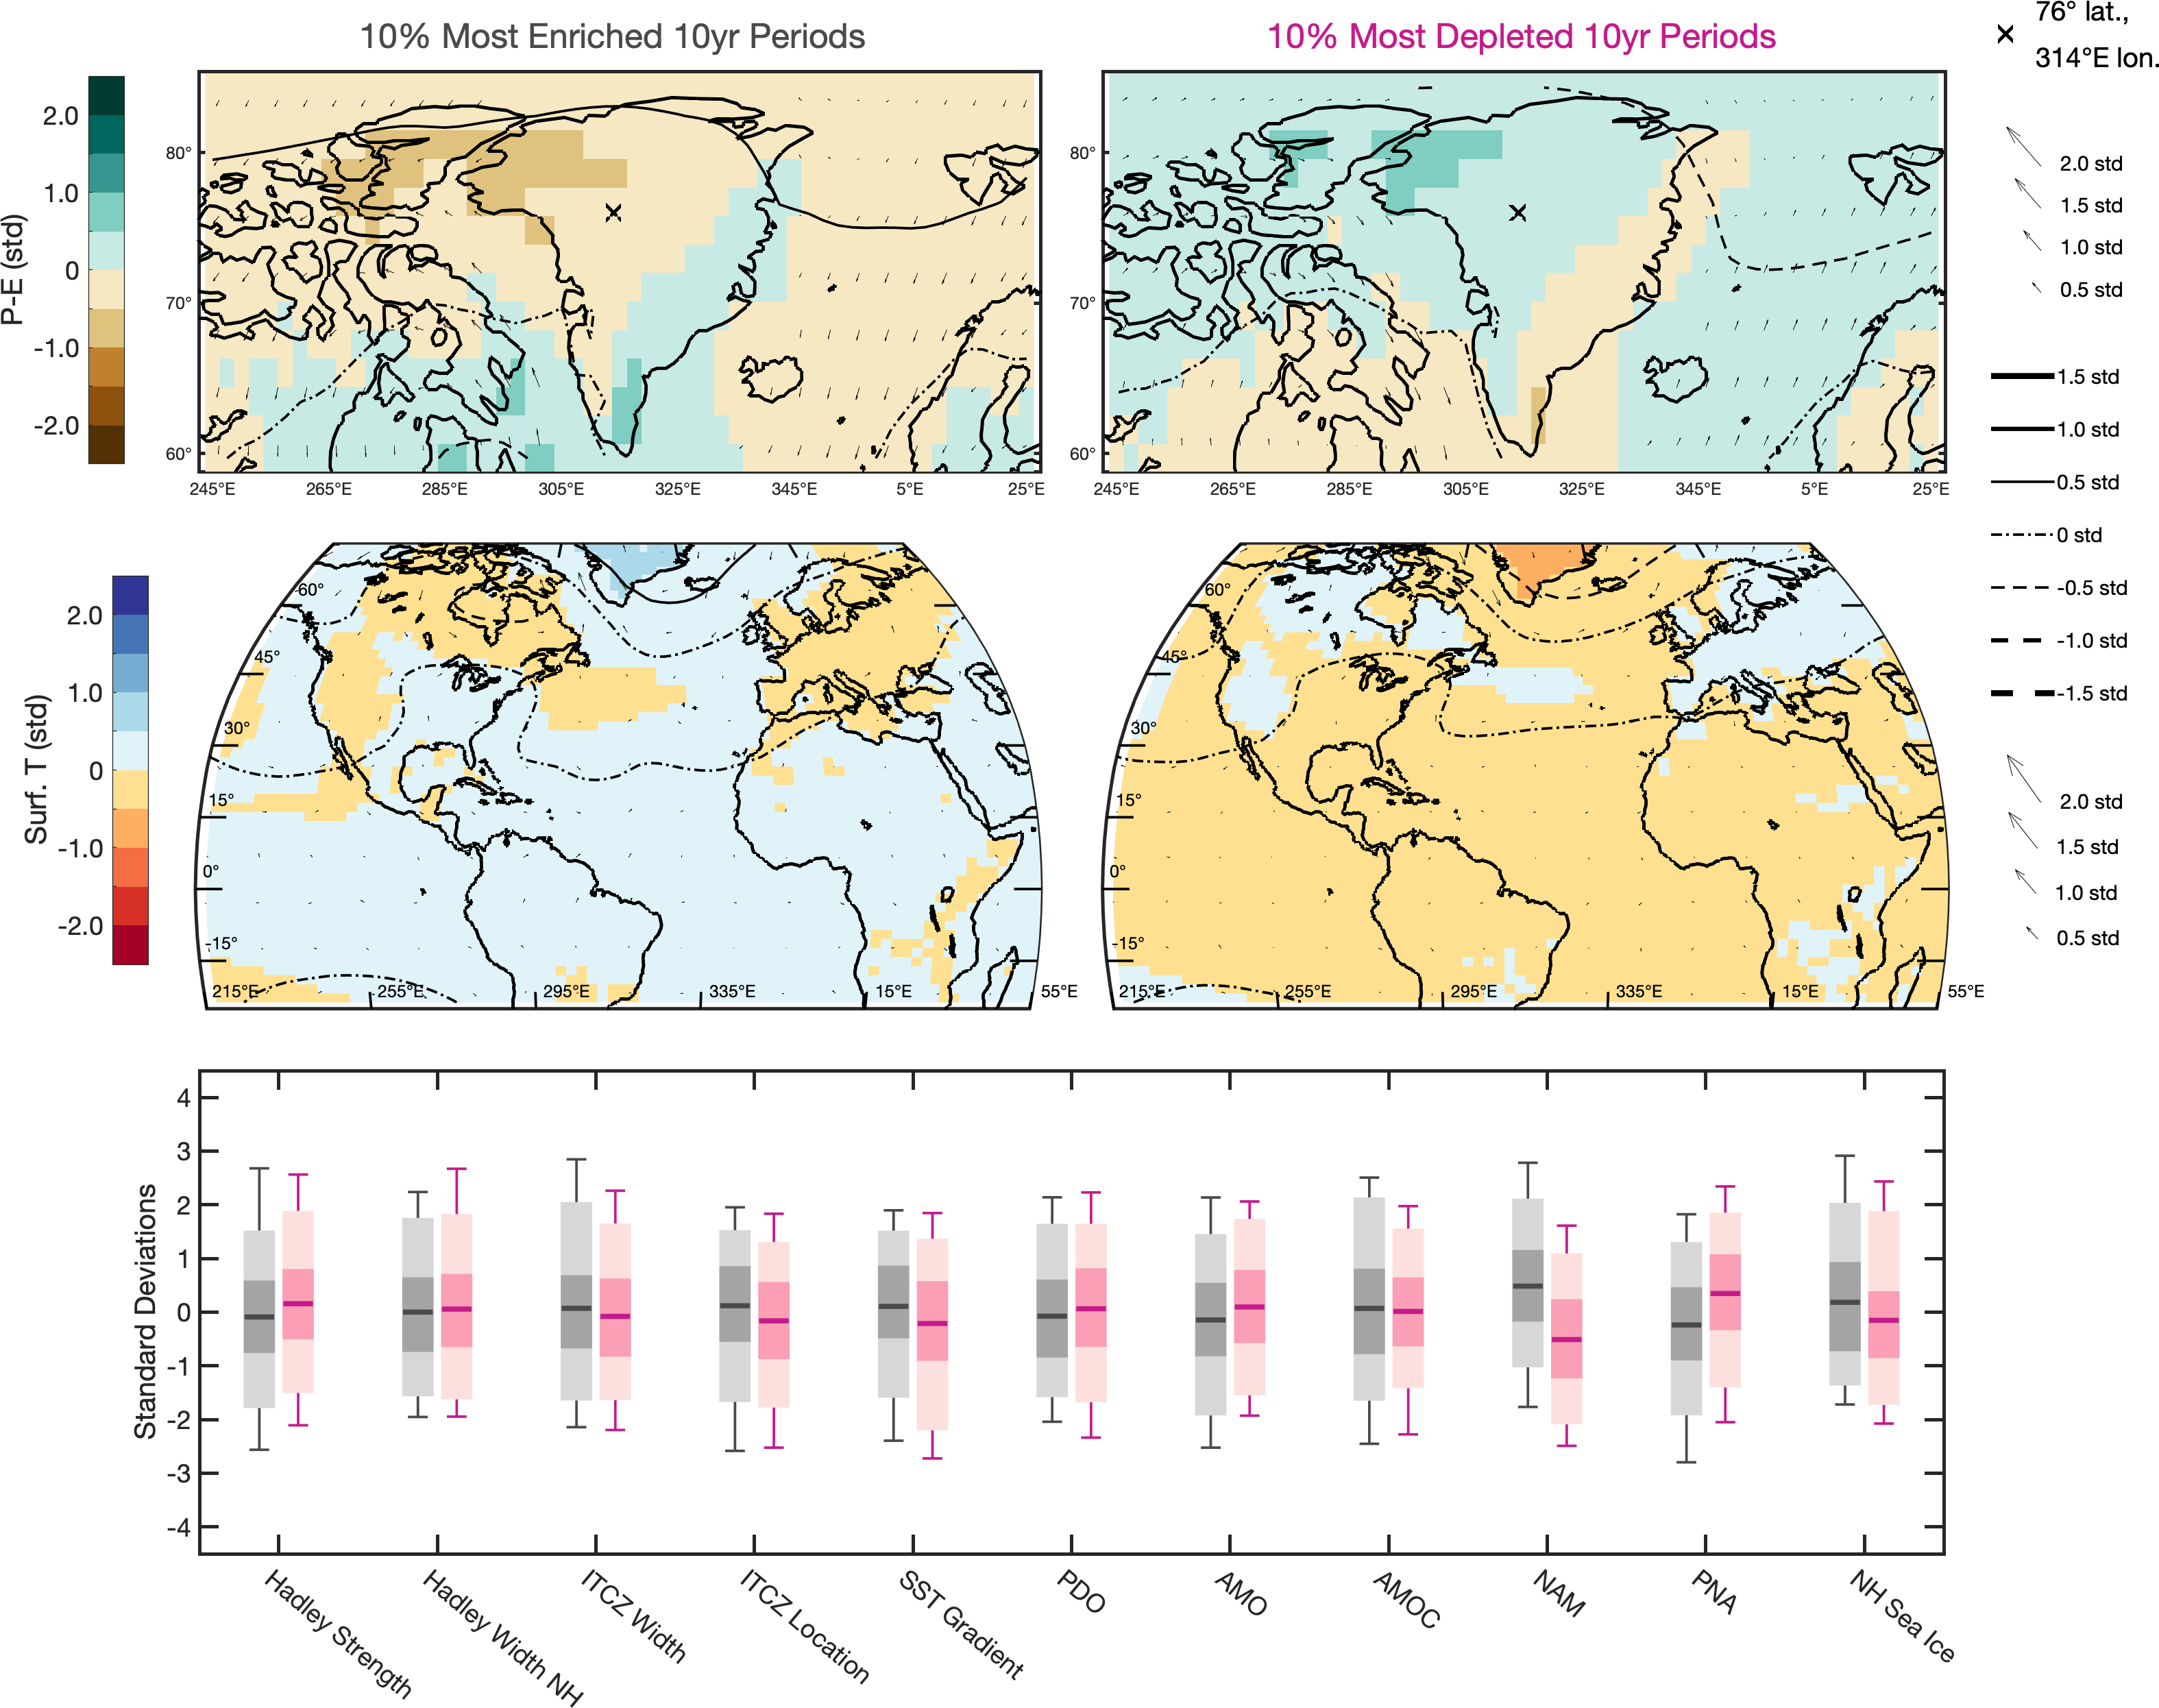 10% Most Enriched 10yr Periods
10% Most Depleted 10yr Periods
76° lat.,
314°E lon.
P-E (std)
2.0
1.0
0
-1.0
-2.0
80°
70°
60°
245°E
265°E
285°E
305°E
325°E
345°E
5°E
25°E
80°
70°
60°
245°E
265°E
285°E
305°E
325°E
345°E
5°E
25°E
2.0 std
1.5 std
1.0 std
0.5 std
1.5 std
1.0 std
0.5 std
0 std
-0.5 std
-1.0 std
-1.5 std
2.0 std
1.5 std
1.0 std
0.5 std
Surf. T (std)
2.0
1.0
0
-1.0
-2.0
60°
45°
30°
15°
0°
-15°
215°E
255°E
295°E
335°E
15°E
55°E
60°
45°
30°
15°
0°
-15°
215°E
255°E
295°E
335°E
15°E
55°E
Standard Deviations
4
3
2
1
0
-1
-2
-3
-4
Hadley Strength
Hadley Width NH
ITCZ Width
ITCZ Location
SST Gradient
PDO
AMO
AMOC
NAM
PNA
NH Sea Ice